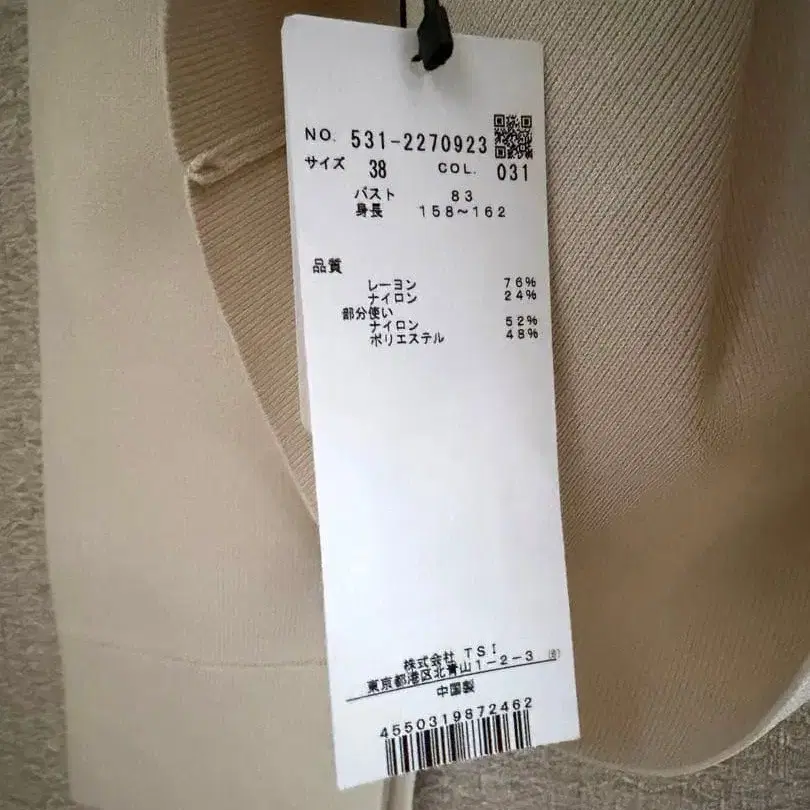 NO. 531-2270923
サイズ 38 COL. 031
バスト 83
身長 158～162
品質
レーヨン 76%
ナイロン 24%
部分使い
ナイロン 52%
ポリエステル 48%
株式会社 TSI
東京都港区北青山1-2-3
中国製
4550319872462